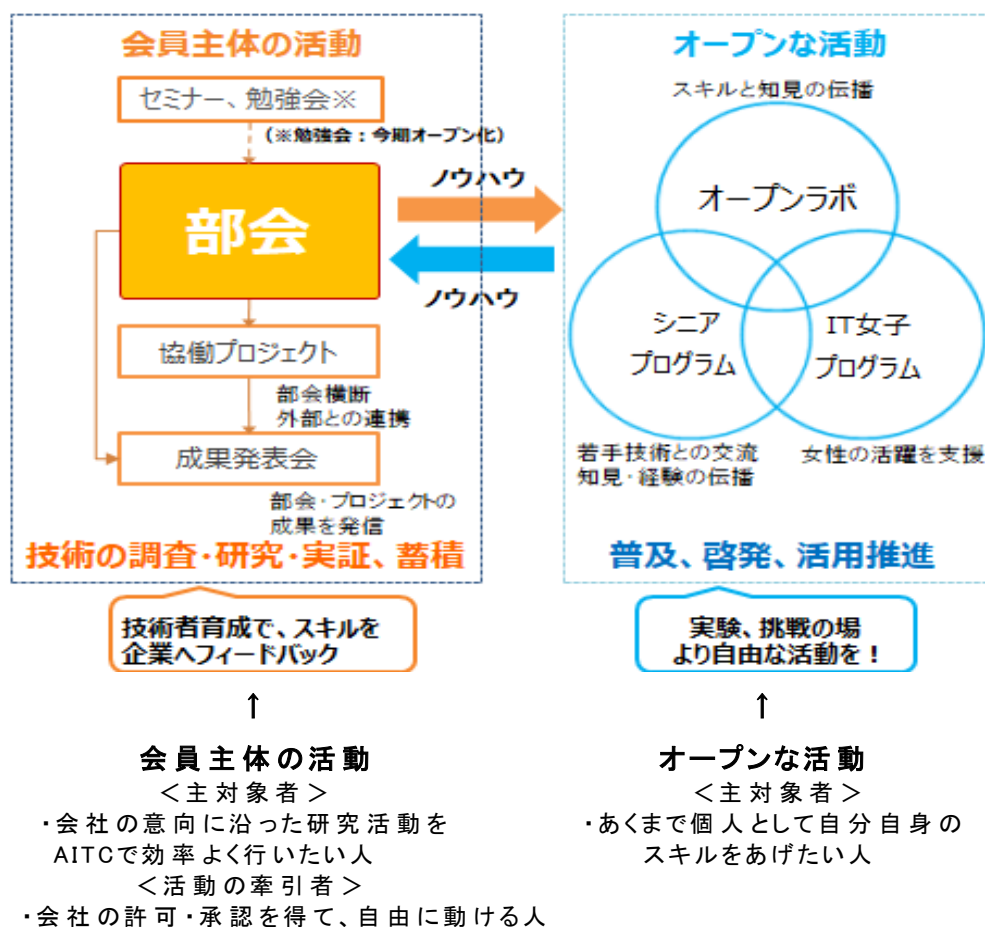 会員主体の活動
セミナー、勉強会※
(※勉強会：今期オープン化)
部会
協働プロジェクト
部会横断
外部との連携
成果発表会
部会・プロジェクトの
成果を発信
技術の調査・研究・実証、蓄積
技術者育成で、スキルを
企業へフィードバック
ノウハウ
ノウハウ
オープンな活動
スキルと知見の伝播
オープンラボ
シニア
プログラム
IT女子
プログラム
若手技術との交流
知見・経験の伝播
女性の活躍を支援
普及、啓発、活用推進
実験、挑戦の場
より自由な活動を！
↑
会員主体の活動
＜主対象者＞
・会社の意向に沿った研究活動を
AITCで効率よく行いたい人
＜活動の牽引者＞
・会社の許可・承認を得て、自由に動ける人
↑
オープンな活動
＜主対象者＞
・あくまで個人として自分自身の
スキルをあげたい人